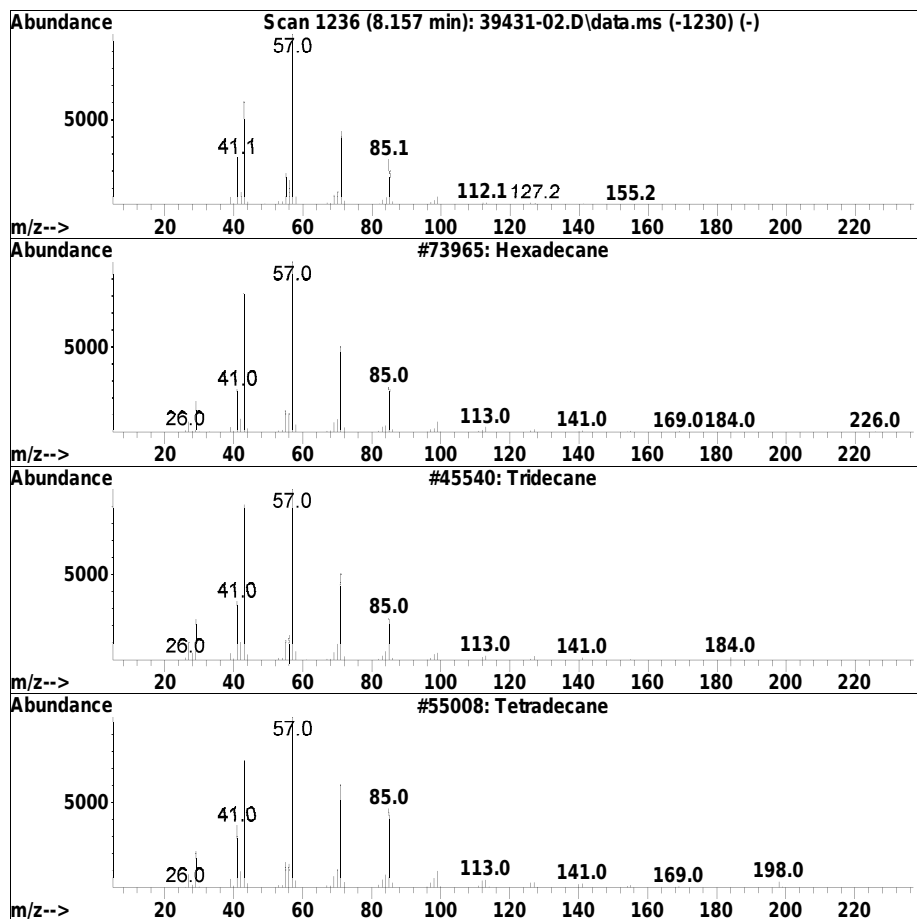 Abundance Scan 1236 (8.157 min): 39431-02.D\data.ms (-1230) (-)
57.0
5000
41.1 85.1
112.1 127.2 155.2
20 40 60 80 100 120 140 160 180 200 220
m/z-->
Abundance #73965: Hexadecane
57.0
5000
41.0 85.0
26.0 113.0 141.0 169.0 184.0 226.0
20 40 60 80 100 120 140 160 180 200 220
m/z-->
Abundance #45540: Tridecane
57.0
5000
41.0 85.0
26.0 113.0 141.0 184.0
20 40 60 80 100 120 140 160 180 200 220
m/z-->
Abundance #55008: Tetradecane
57.0
5000
41.0 85.0
26.0 113.0 141.0 169.0 198.0
20 40 60 80 100 120 140 160 180 200 220
m/z-->